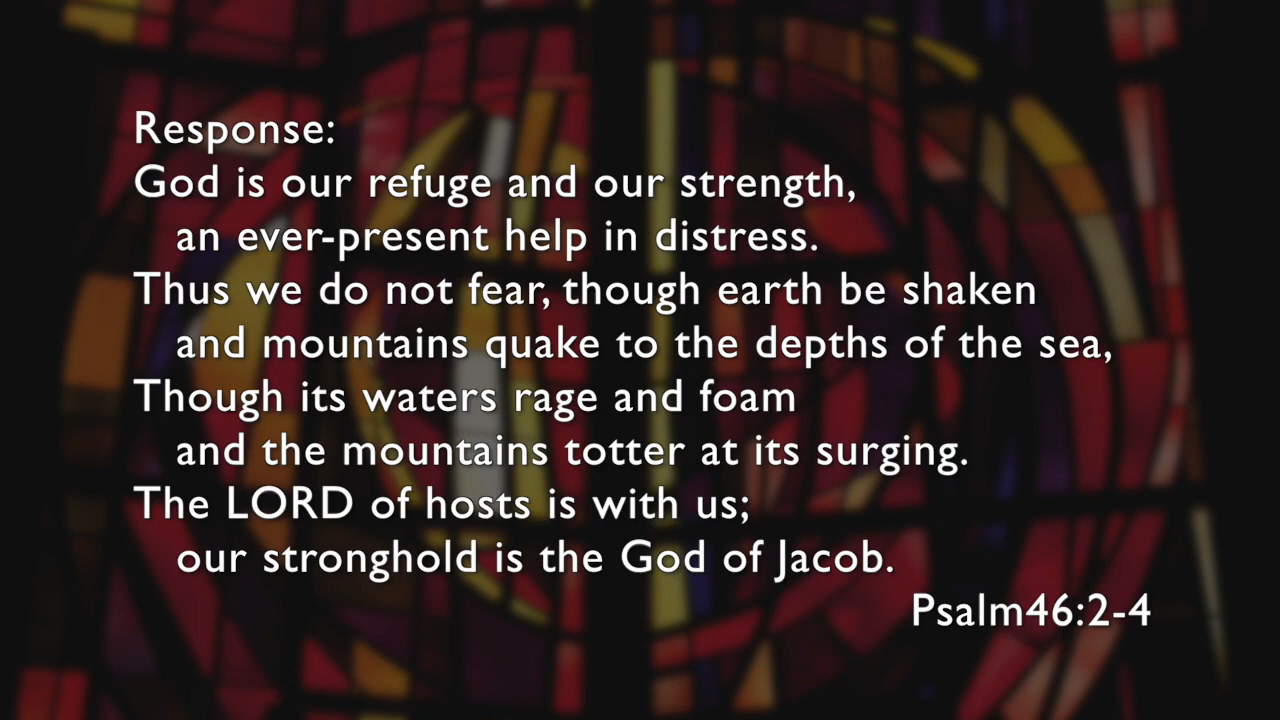 Response:
God is our refuge and our strength,
an ever-present help in distress.
Thus we do not fear, though earth be shaken
and mountains quake to the depths of the sea,
Though its waters rage and foam
and the mountains totter at its surging.
The LORD of hosts is with us;
our stronghold is the God of Jacob.
Psalm46:2-4